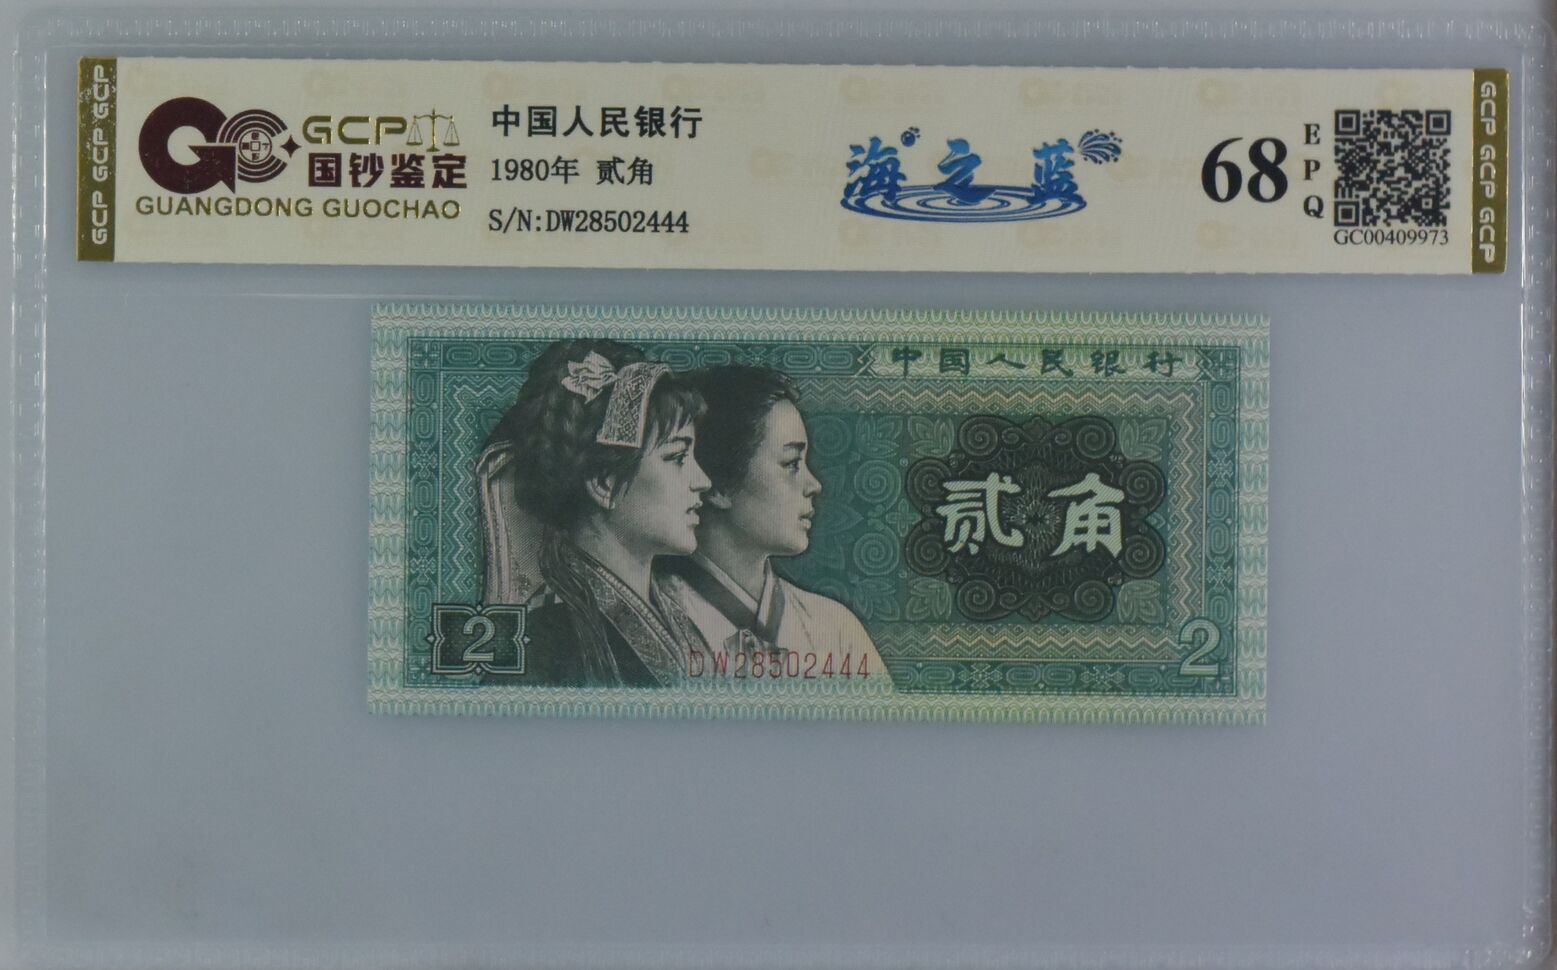 GCP GCP GCP
GCP
国钞鉴定
GUANGDONG GUOCHAO
中国人民银行
1980年 贰角
S/N:DW28502444
海之蓝
68
EPQ
GC00409973
GCP GCP GCP
中国人民银行
贰角
2
DW28502444
2